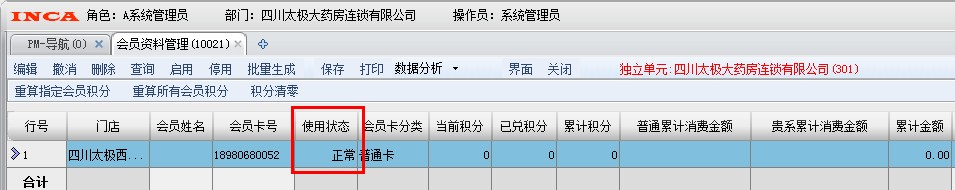 INCA 角色：A系统管理员 部门：四川太极大药房连锁有限公司 操作员：系统管理员
PM-导航(0) 会员资料管理(10021)
编辑 撤消 删除 查询 启用 停用 批量生成 保存 打印 数据分析 界面 关闭 独立单元:四川太极大药房连锁有限公司(301)
重算指定会员积分 重算所有会员积分 积分清零
行号 门店 会员姓名 会员卡号 使用状态 会员卡分类 当前积分 已兑积分 累计积分 普通累计消费金额 贵系累计消费金额 累计金额
1 四川太极西... 18980680052 正常 普通卡 0 0 0 0.00
合计